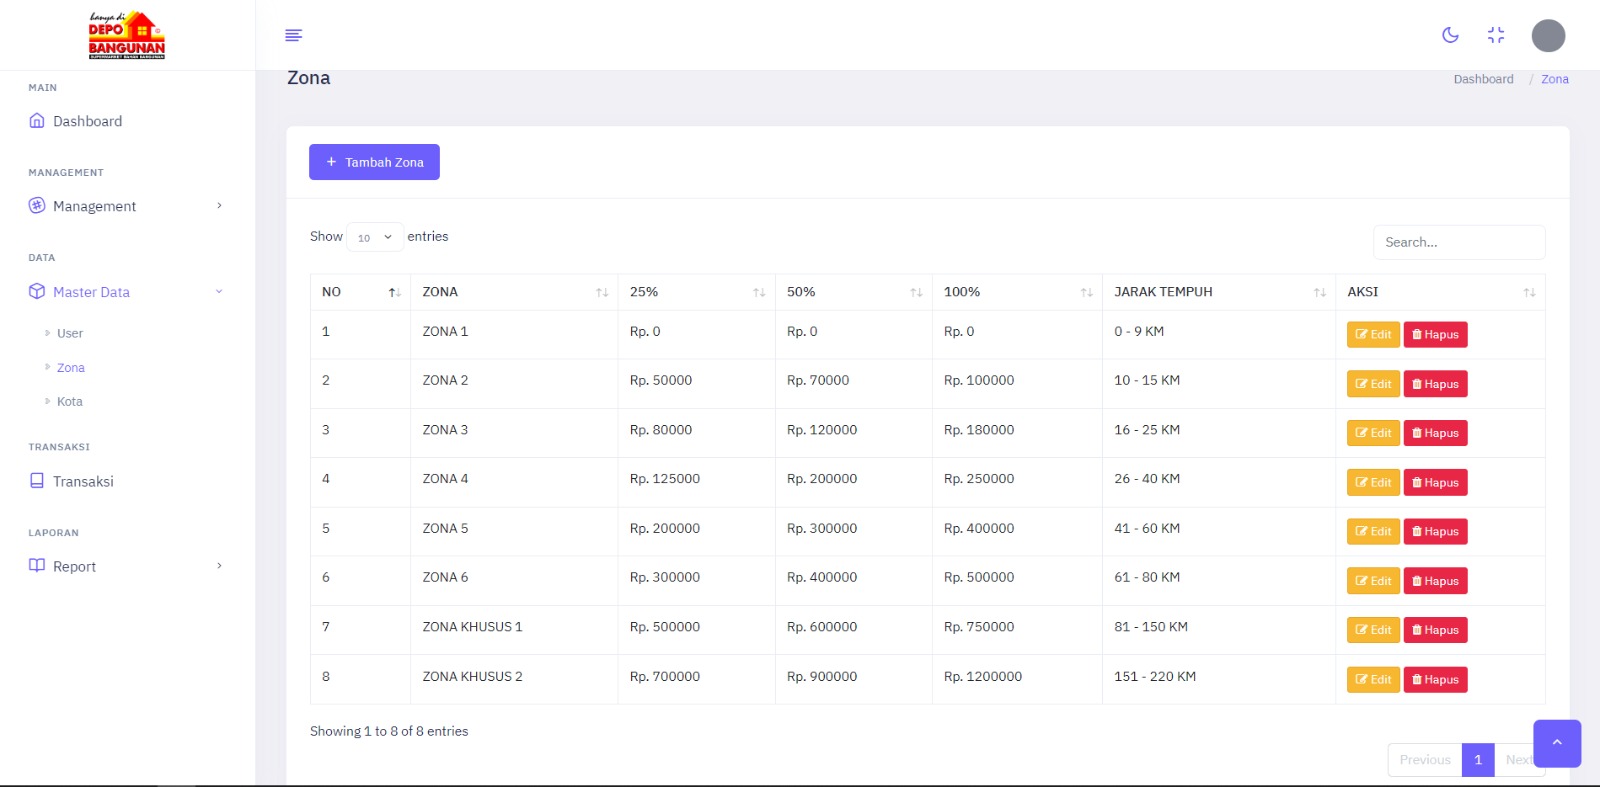 hanya di
DEPO
BANGUNAN
SUPERMARKET BAHAN BANGUNAN
MAIN
Dashboard
MANAGEMENT
Management
DATA
Master Data
User
Zona
Kota
TRANSAKSI
Transaksi
LAPORAN
Report
Zona
Dashboard / Zona
+ Tambah Zona
Show 10 entries
Search...
NO ZONA 25% 50% 100% JARAK TEMPUH AKSI
1 ZONA 1 Rp. 0 Rp. 0 Rp. 0 0 - 9 KM Edit Hapus
2 ZONA 2 Rp. 50000 Rp. 70000 Rp. 100000 10 - 15 KM Edit Hapus
3 ZONA 3 Rp. 80000 Rp. 120000 Rp. 180000 16 - 25 KM Edit Hapus
4 ZONA 4 Rp. 125000 Rp. 200000 Rp. 250000 26 - 40 KM Edit Hapus
5 ZONA 5 Rp. 200000 Rp. 300000 Rp. 400000 41 - 60 KM Edit Hapus
6 ZONA 6 Rp. 300000 Rp. 400000 Rp. 500000 61 - 80 KM Edit Hapus
7 ZONA KHUSUS 1 Rp. 500000 Rp. 600000 Rp. 750000 81 - 150 KM Edit Hapus
8 ZONA KHUSUS 2 Rp. 700000 Rp. 900000 Rp. 1200000 151 - 220 KM Edit Hapus
Showing 1 to 8 of 8 entries
Previous 1 Next